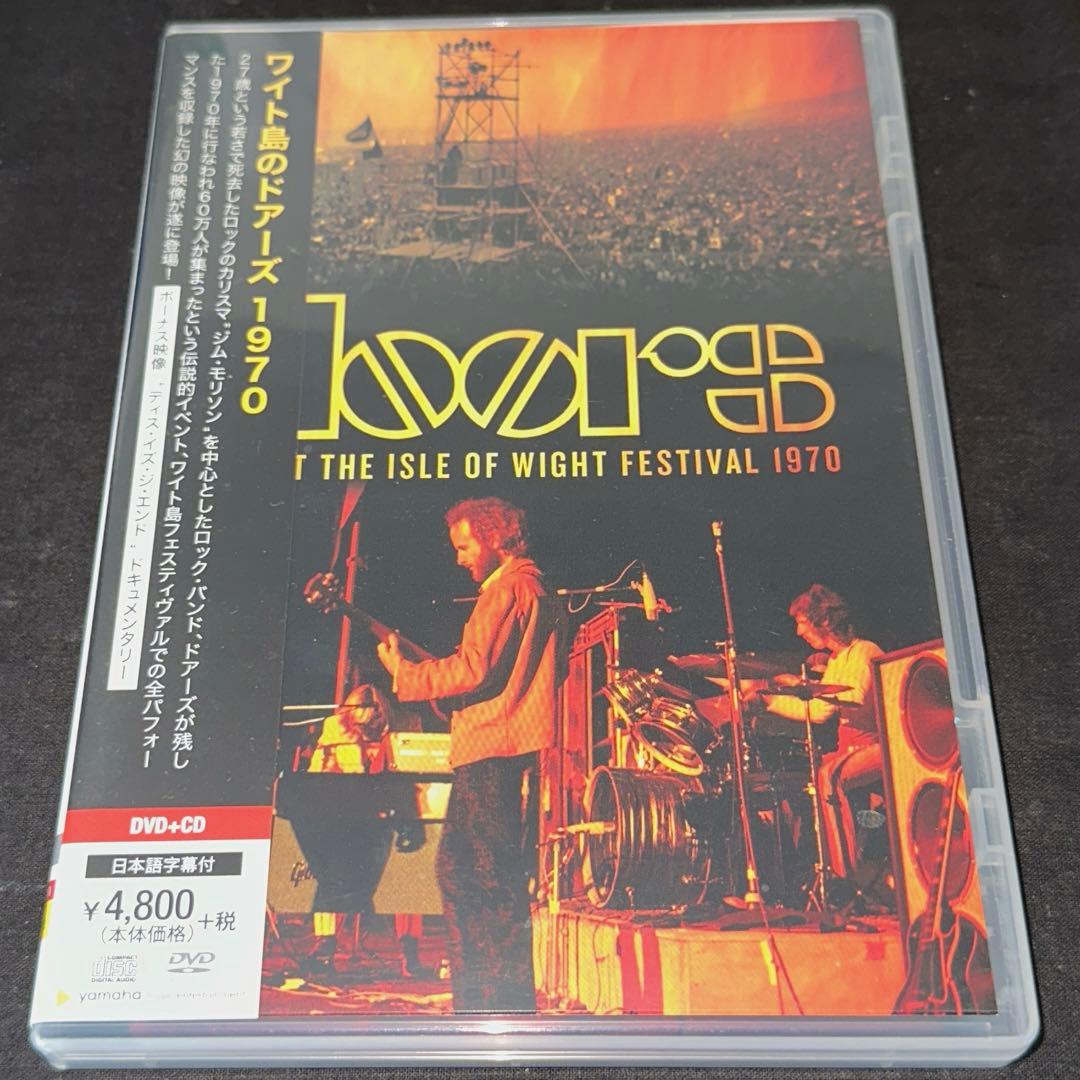 ワイト島のドアーズ 1970
27歳という若さで死去したロックのカリスマ“ジム・モリソン”を中心としたロック・バンド、ドアーズが残し
た1970年に行なわれ60万人が集まったという伝説的イベント、ワイト島フェスティヴァルでの全パフォー
マンスを収録した幻の映像が遂に登場！
ボーナス映像 “ディス・イズ・ジ・エンド”ドキュメンタリー
DOORS
T THE ISLE OF WIGHT FESTIVAL 1970
DVD+CD
日本語字幕付
¥4,800+税
(本体価格)
COMPACT
disc
DIGITAL AUDIO
DVD
yamaha